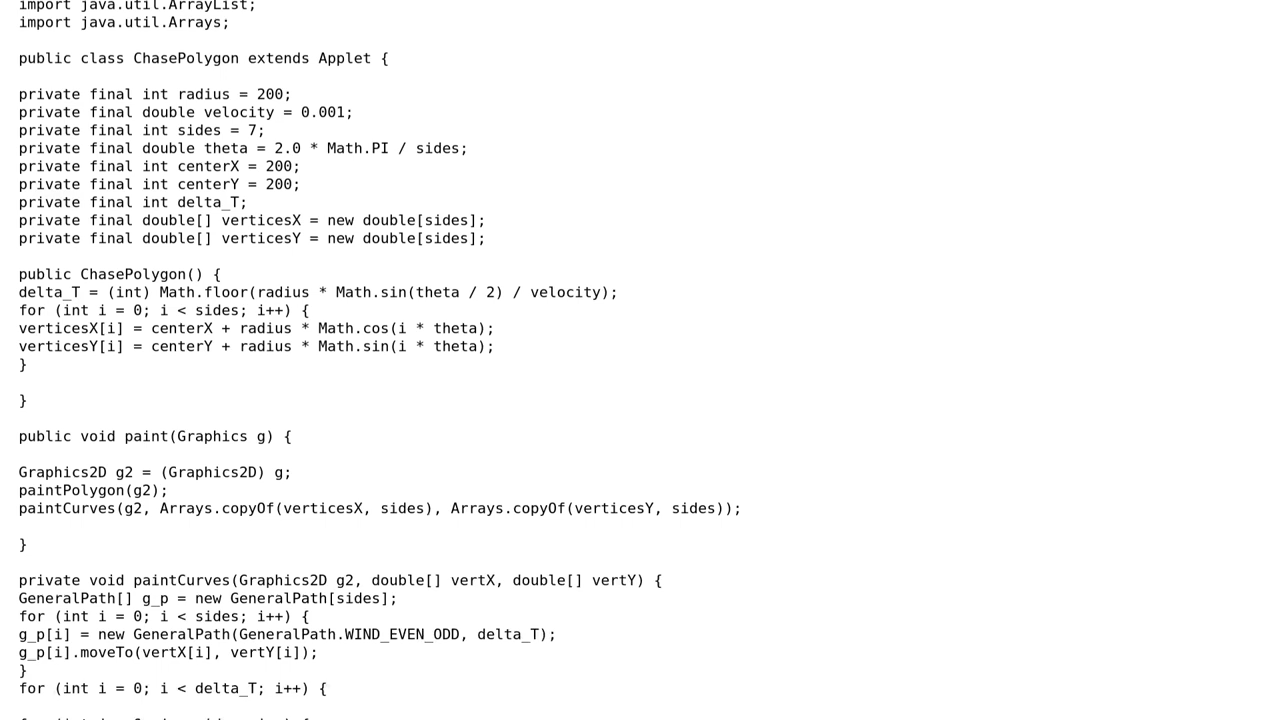 import java.util.ArrayList;
import java.util.Arrays;
public class ChasePolygon extends Applet {
private final int radius = 200;
private final double velocity = 0.001;
private final int sides = 7;
private final double theta = 2.0 * Math.PI / sides;
private final int centerX = 200;
private final int centerY = 200;
private final int delta_T;
private final double[] verticesX = new double[sides];
private final double[] verticesY = new double[sides];
public ChasePolygon() {
delta_T = (int) Math.floor(radius * Math.sin(theta / 2) / velocity);
for (int i = 0; i < sides; i++) {
verticesX[i] = centerX + radius * Math.cos(i * theta);
verticesY[i] = centerY + radius * Math.sin(i * theta);
}
}
public void paint(Graphics g) {
Graphics2D g2 = (Graphics2D) g;
paintPolygon(g2);
paintCurves(g2, Arrays.copyOf(verticesX, sides), Arrays.copyOf(verticesY, sides));
}
private void paintCurves(Graphics2D g2, double[] vertX, double[] vertY) {
GeneralPath[] g_p = new GeneralPath[sides];
for (int i = 0; i < sides; i++) {
g_p[i] = new GeneralPath(GeneralPath.WIND_EVEN_ODD, delta_T);
g_p[i].moveTo(vertX[i], vertY[i]);
}
for (int i = 0; i < delta_T; i++) {